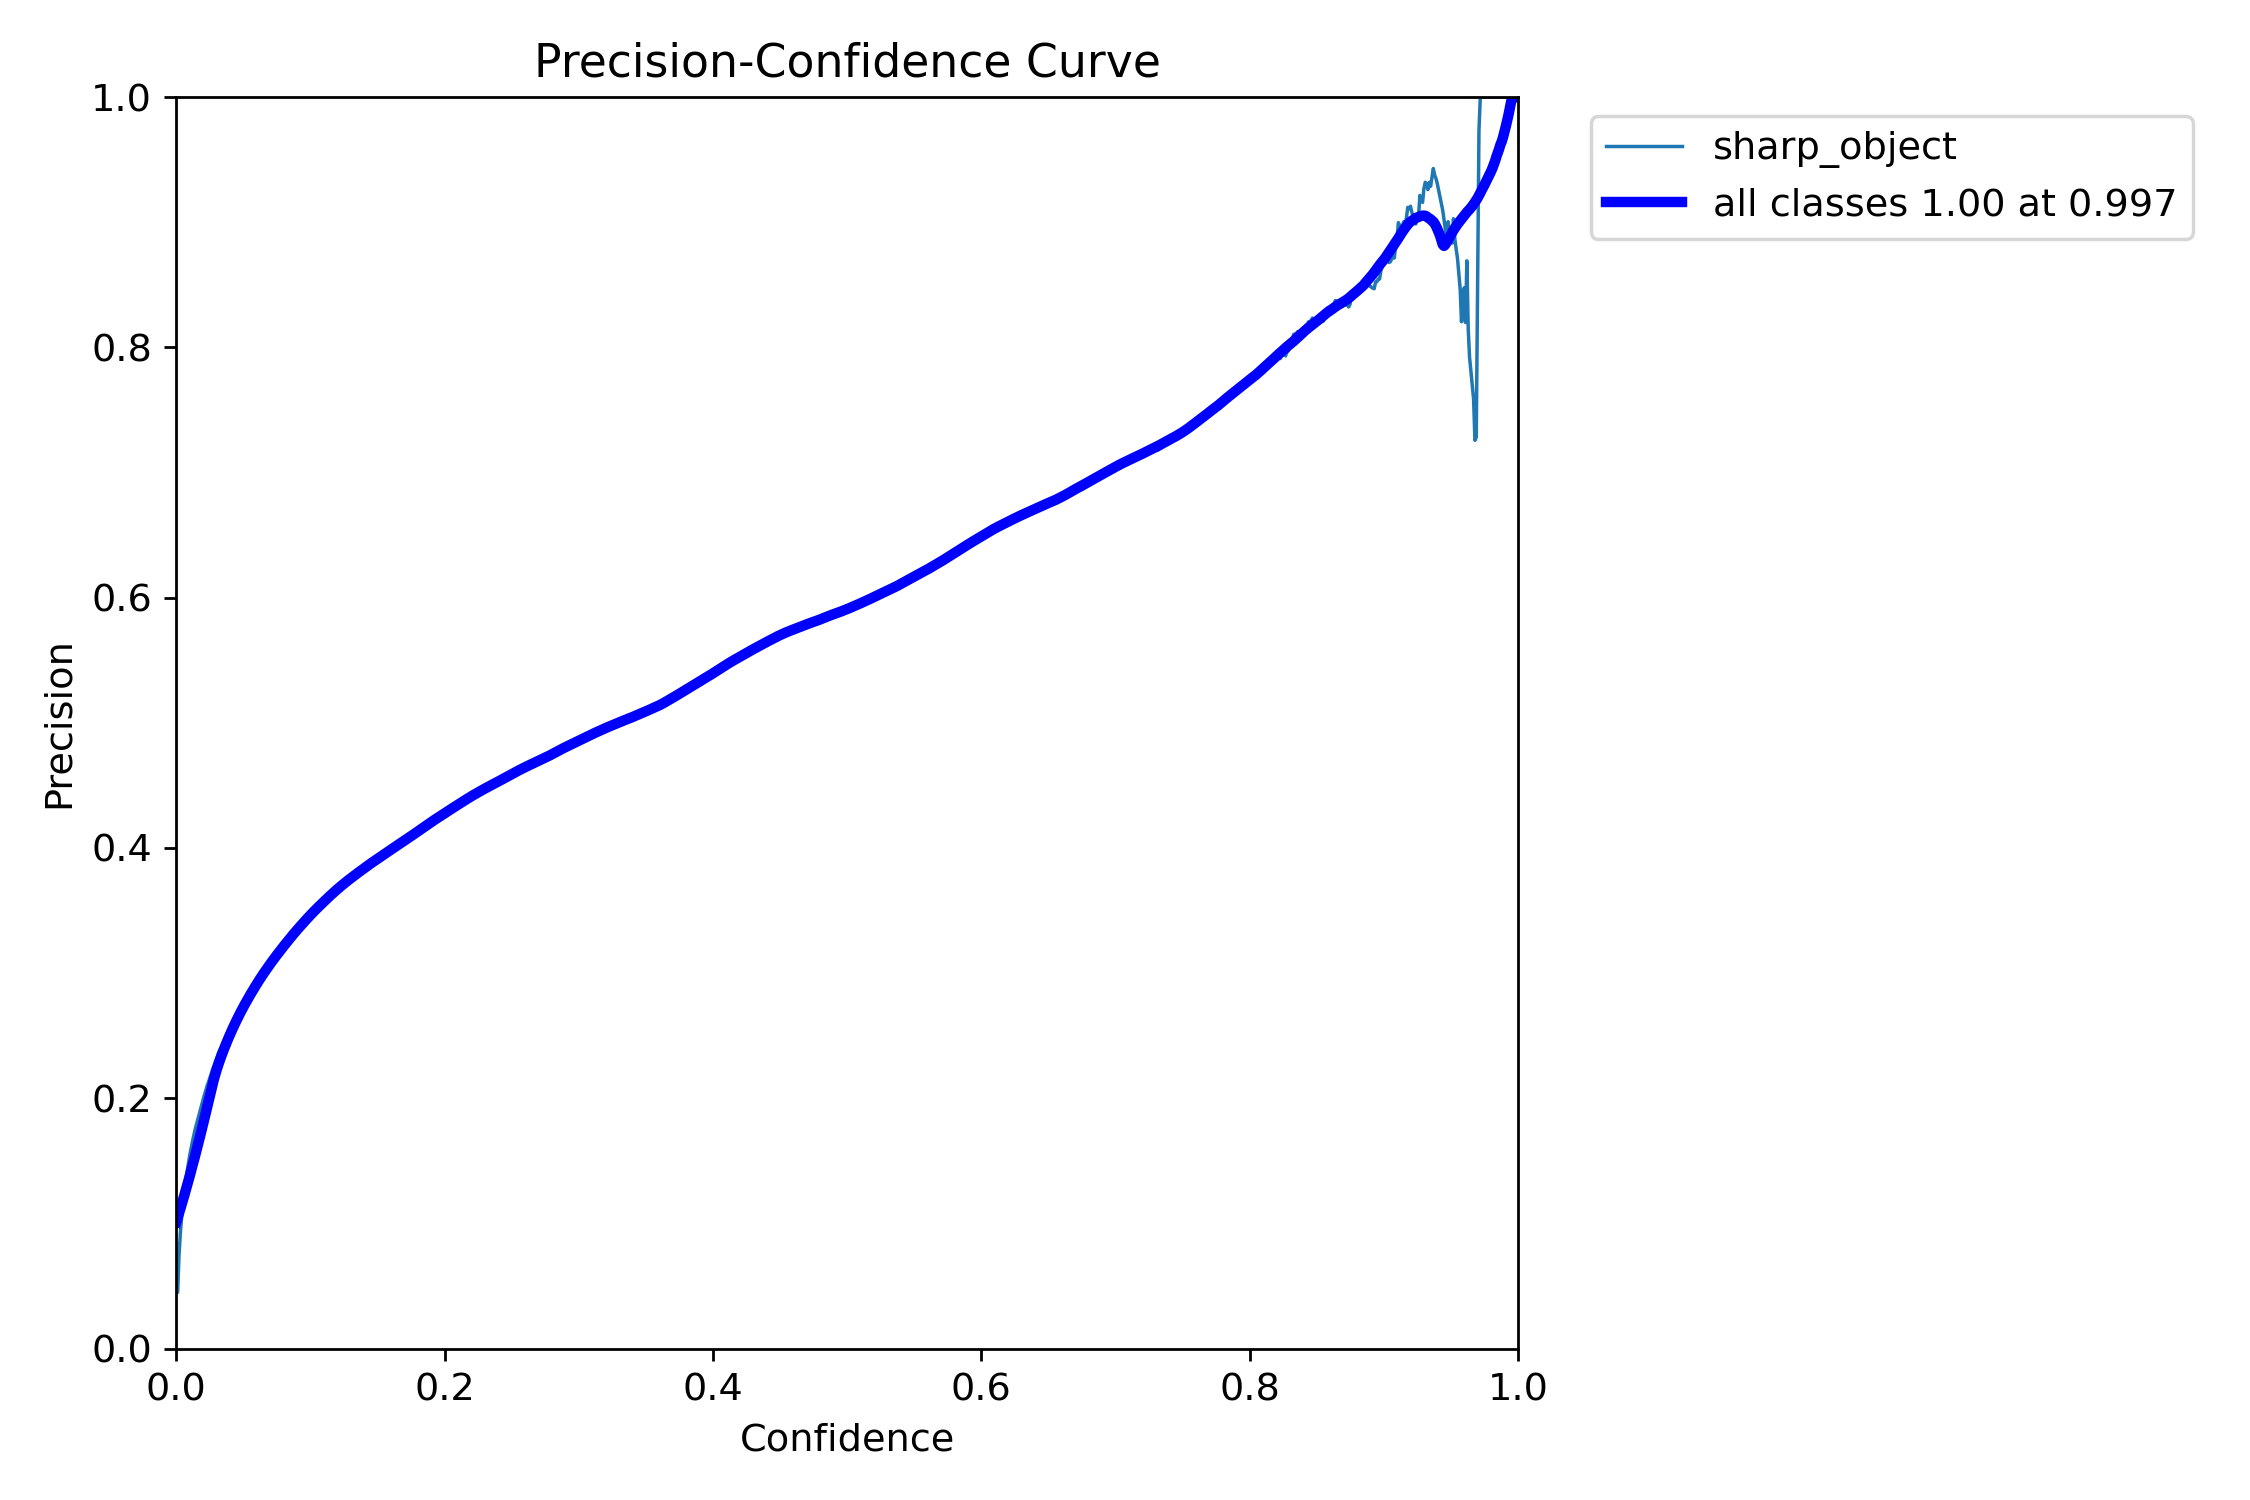 Precision-Confidence Curve
1.0
0.8
0.6
0.4
0.2
0.0
Precision
0.0 0.2 0.4 0.6 0.8 1.0
Confidence
sharp_object
all classes 1.00 at 0.997